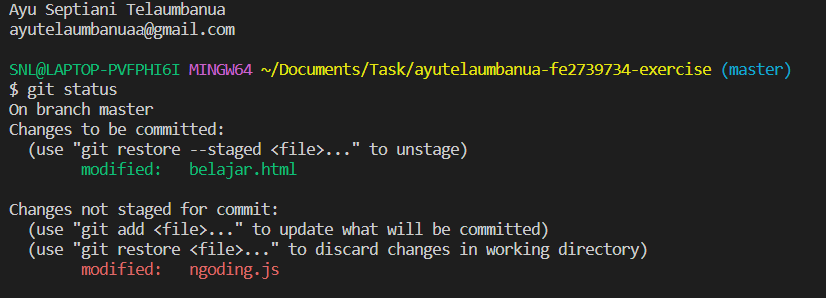 Ayu Septiani Telaumbanua
ayutelaumbanuaa@gmail.com
SNL@LAPTOP-PVFPHI6I MINGW64 ~/Documents/Task/ayutelaumbanua-fe2739734-exercise (master)
$ git status
On branch master
Changes to be committed:
  (use "git restore --staged <file>..." to unstage)
        modified:   belajar.html
Changes not staged for commit:
  (use "git add <file>..." to update what will be committed)
  (use "git restore <file>..." to discard changes in working directory)
        modified:   ngoding.js